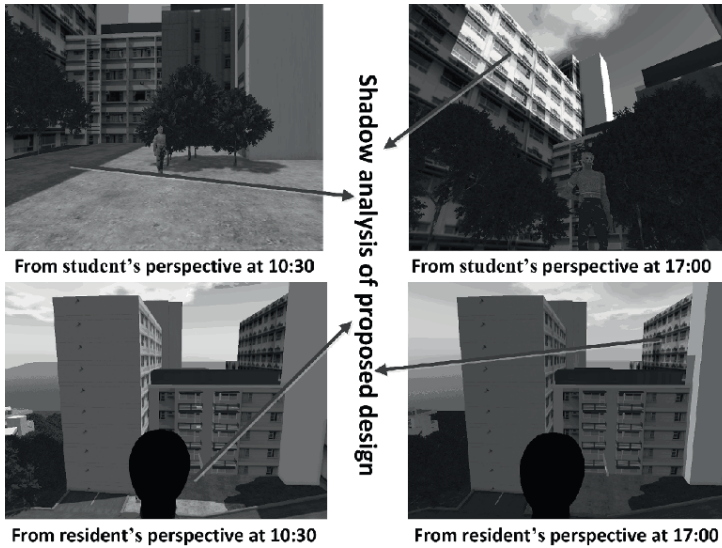 From student's perspective at 10:30
From student's perspective at 17:00
Shadow analysis of proposed design
From resident's perspective at 10:30
From resident's perspective at 17:00